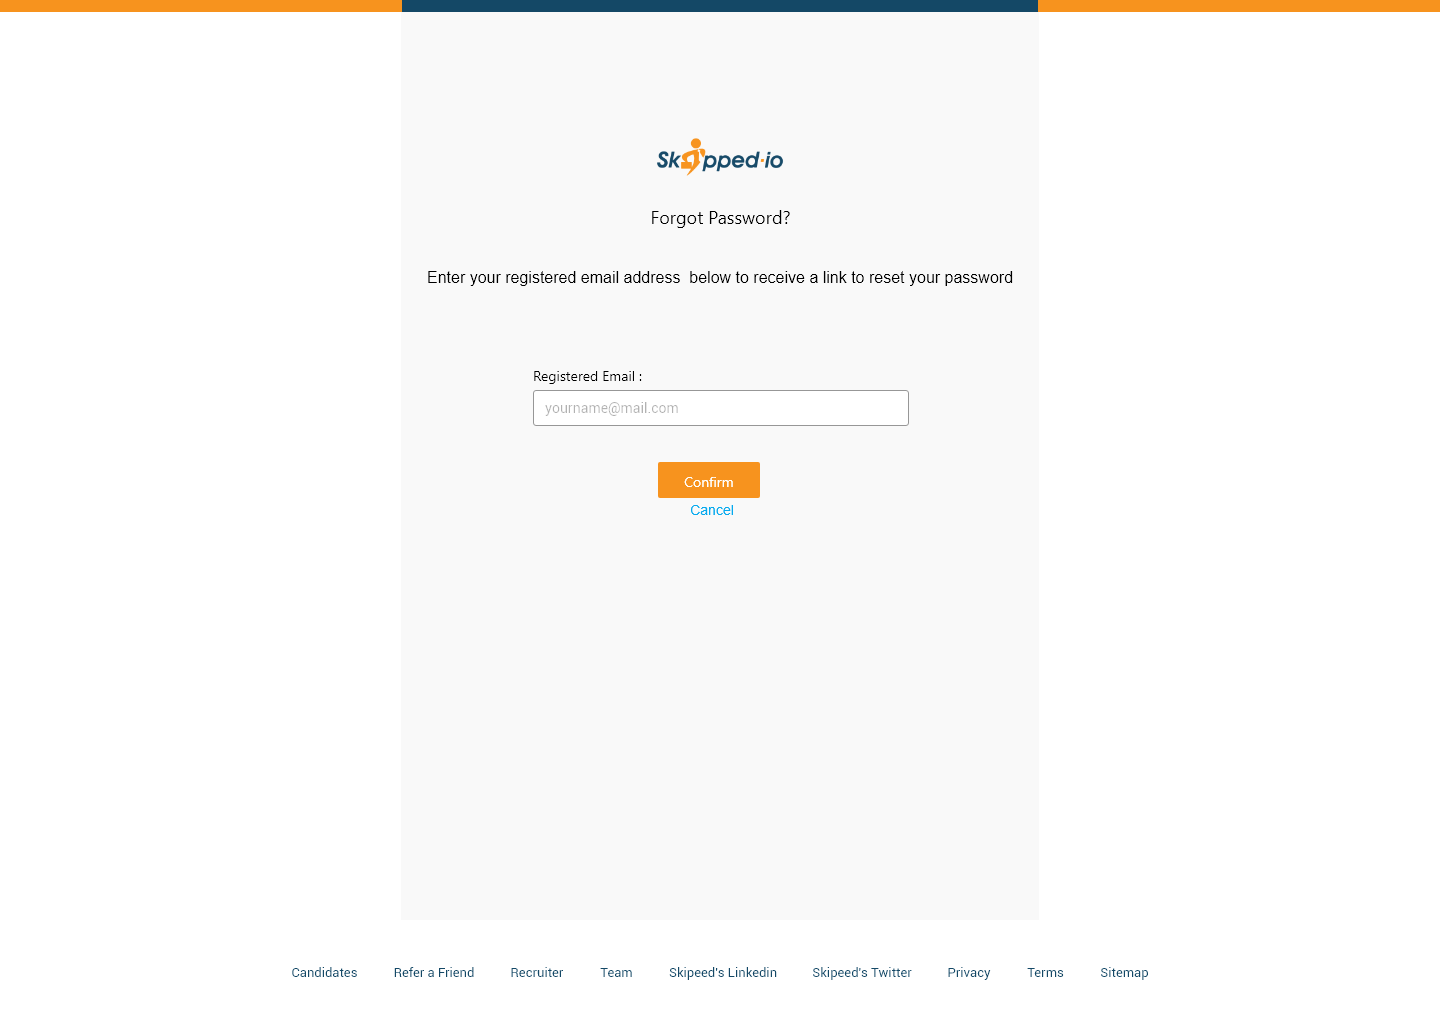 Skipped·io
Forgot Password?
Enter your registered email address  below to receive a link to reset your password
Registered Email :
yourname@mail.com
Confirm
Cancel
Candidates Refer a Friend Recruiter Team Skipeed's Linkedin Skipeed's Twitter Privacy Terms Sitemap